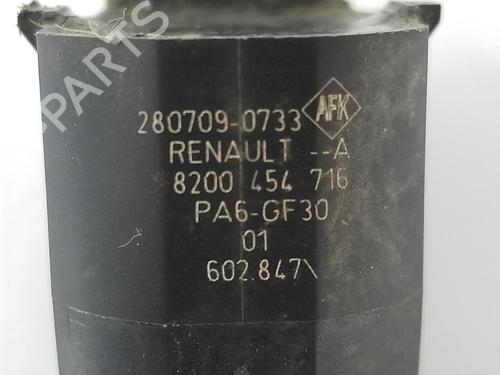 PARTS
280709-0733 AFK
RENAULT --A
8200 454 716
PA6-GF30
01
602.847\